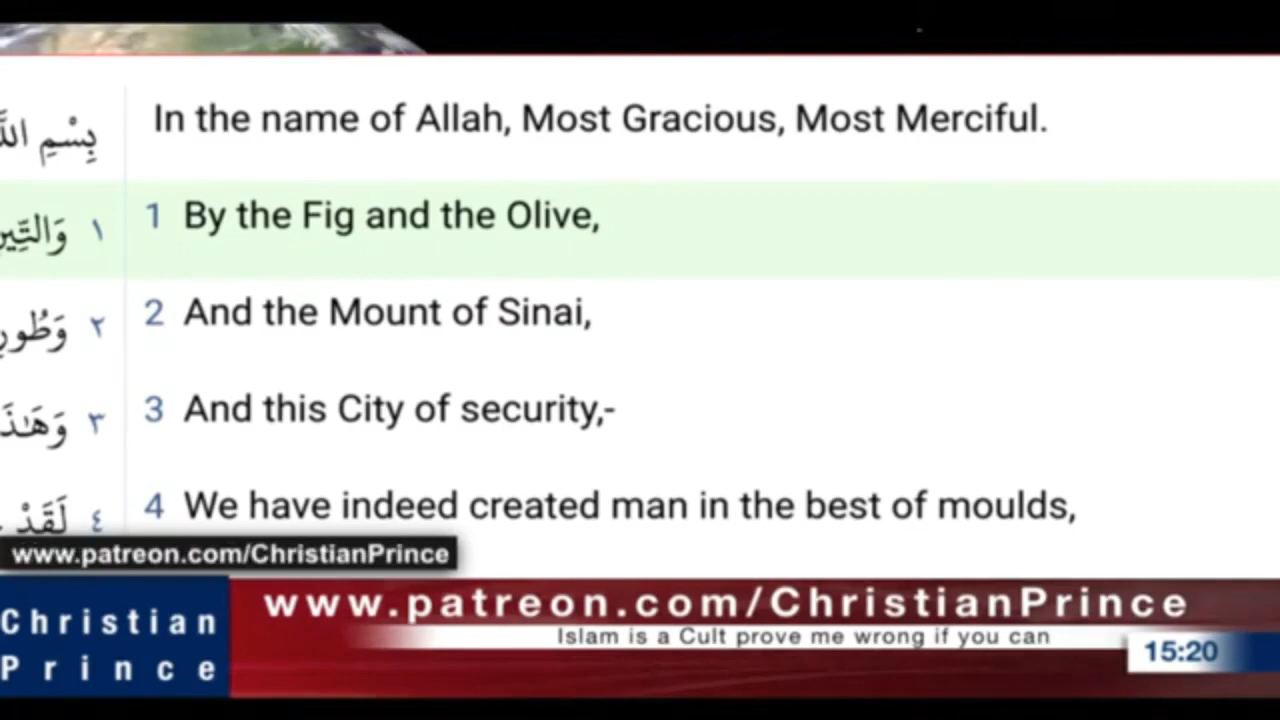 In the name of Allah, Most Gracious, Most Merciful.
بِسْمِ
1 By the Fig and the Olive,
١
2 And the Mount of Sinai,
٢
3 And this City of security,-
٣
4 We have indeed created man in the best of moulds,
٤ لَقَدْ
www.patreon.com/ChristianPrince
Christian
Prince
www.patreon.com/ChristianPrince
Islam is a Cult prove me wrong if you can
15:20